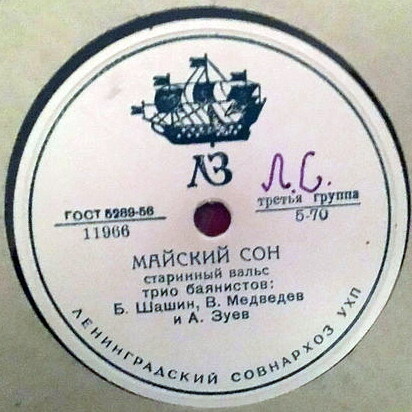 ЛЗ
Л.С.
ГОСТ 5289-56
11966
третья группа
5-70
МАЙСКИЙ СОН
старинный вальс
трио баянистов:
Б. Шашин, В. Медведев
и А. Зуев
ЛЕНИНГРАДСКИЙ СОВНАРХОЗ УХП